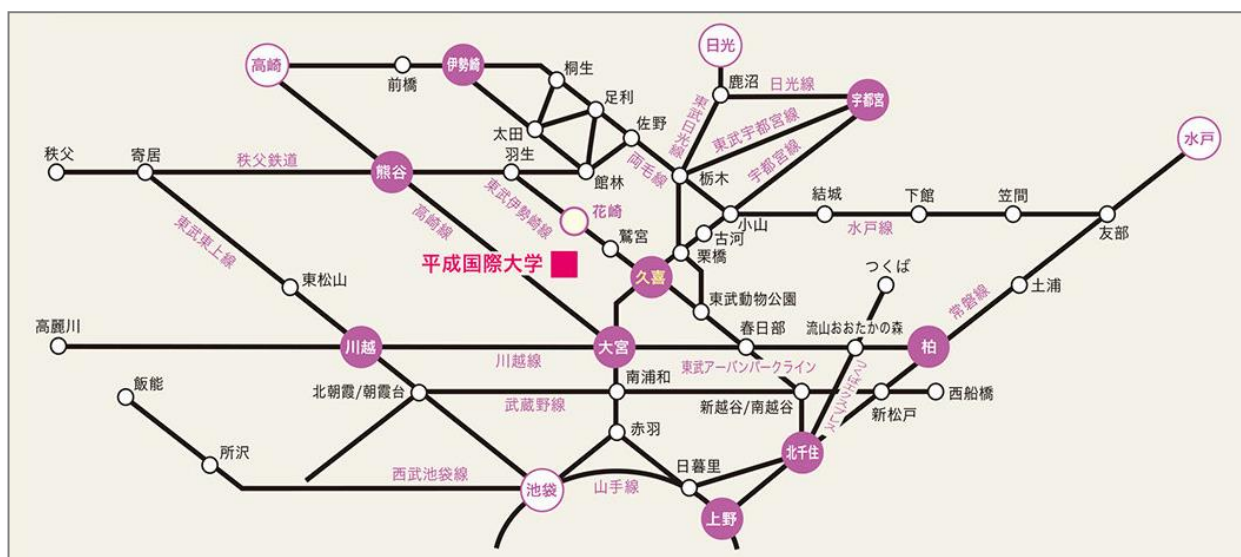 日光
高崎
伊勢崎
前橋
桐生
鹿沼
日光線
宇都宮
足利
太田
佐野
東武日光線
東武宇都宮線
宇都宮線
水戸
秩父
寄居
秩父鉄道
熊谷
羽生
館林
両毛線
栃木
東武伊勢崎線
花崎
小山
結城
下館
笠間
友部
水戸線
高崎線
鷲宮
古河
栗橋
東武東上線
平成国際大学
久喜
つくば
東松山
東武動物公園
土浦
常磐線
高麗川
川越
川越線
大宮
春日部
流山おおたかの森
柏
東武アーバンパークライン
つくばエクスプレス
飯能
北朝霞/朝霞台
武蔵野線
南浦和
新越谷/南越谷
新松戸
西船橋
赤羽
所沢
西武池袋線
池袋
山手線
日暮里
北千住
上野